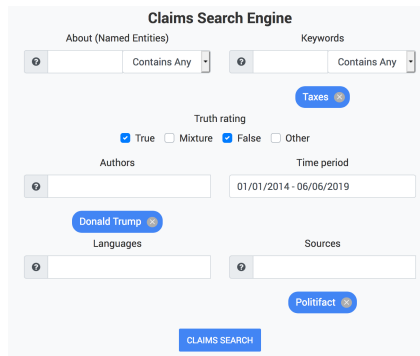 Claims Search Engine
About (Named Entities) Keywords
? Contains Any ? Contains Any
Taxes
Truth rating
True Mixture False Other
Authors Time period
? 01/01/2014 - 06/06/2019
Donald Trump
Languages Sources
? ?
Politifact
CLAIMS SEARCH